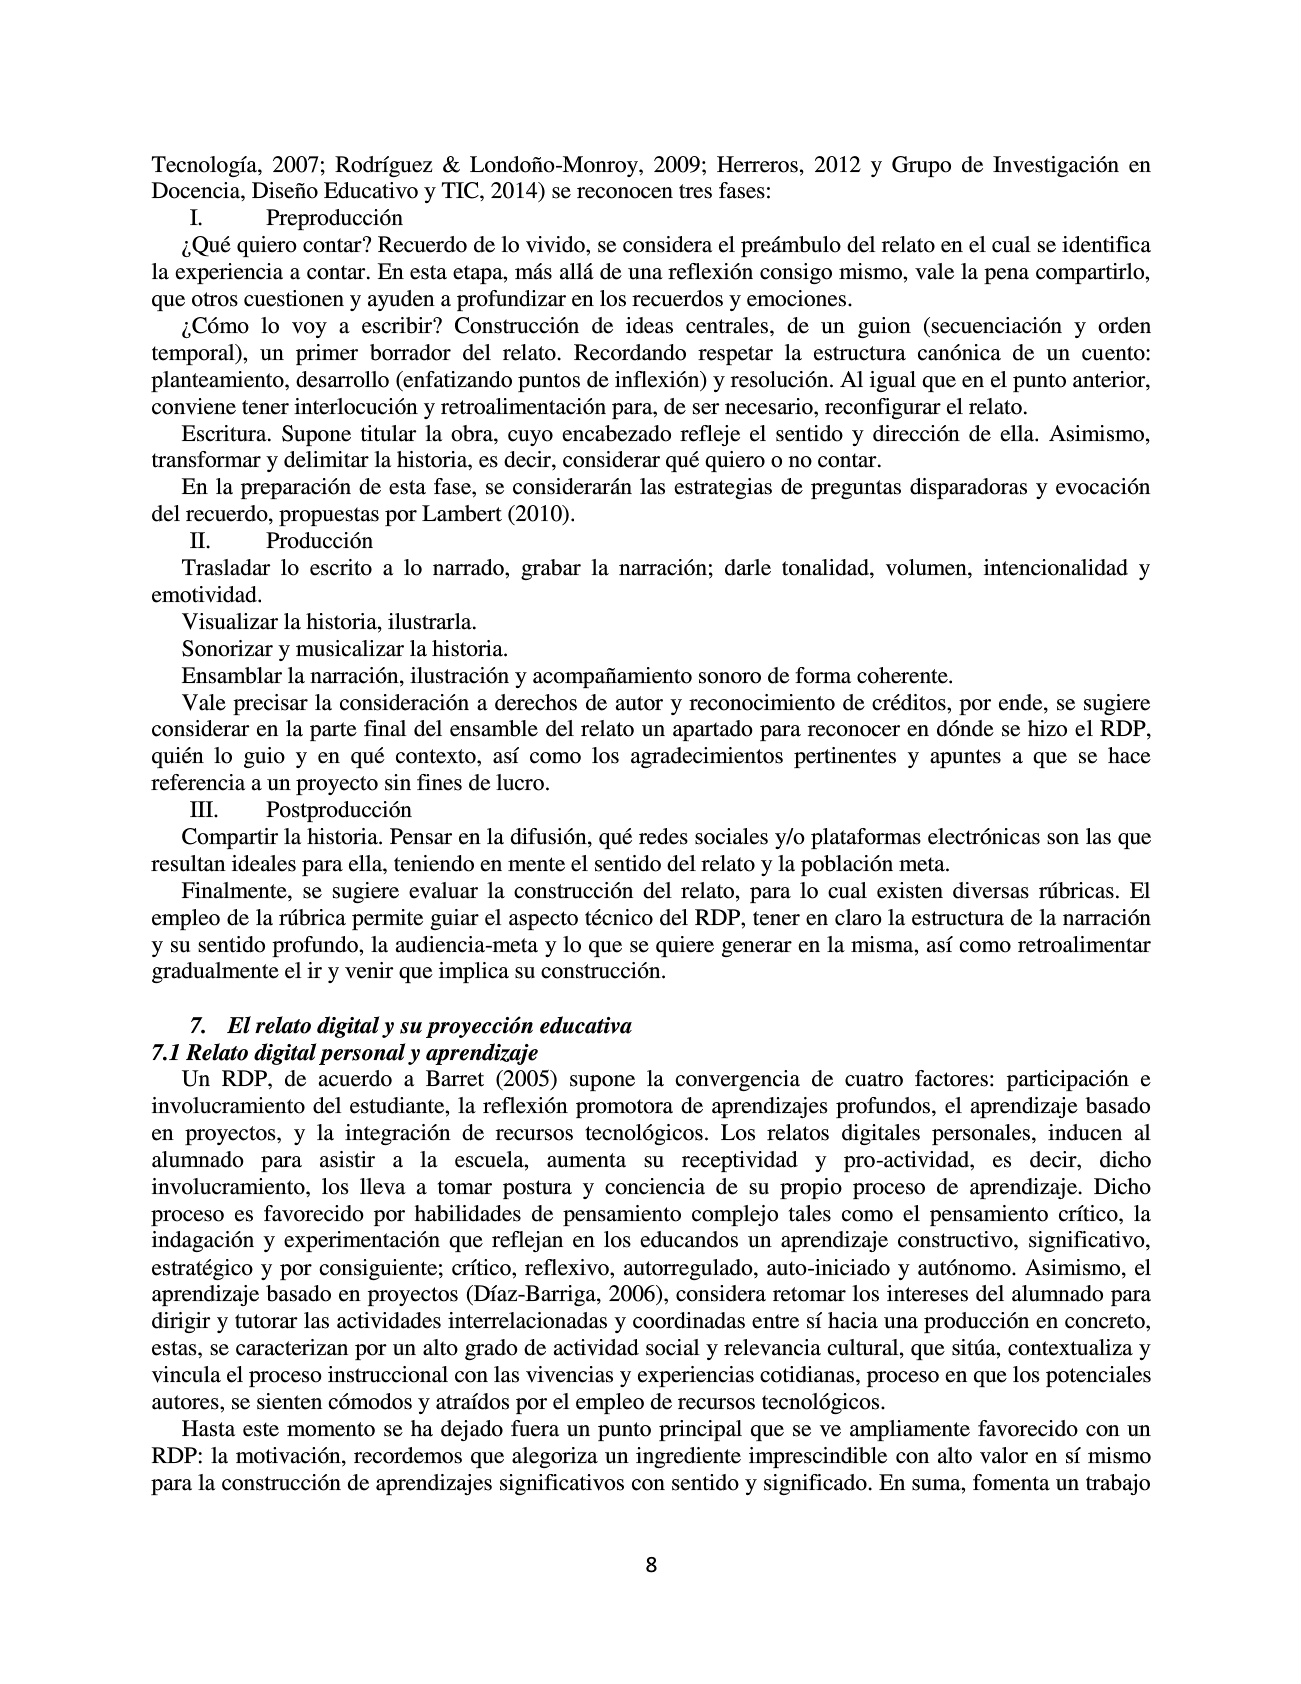 Tecnología, 2007; Rodríguez & Londoño-Monroy, 2009; Herreros, 2012 y Grupo de Investigación en
Docencia, Diseño Educativo y TIC, 2014) se reconocen tres fases:
I. Preproducción
¿Qué quiero contar? Recuerdo de lo vivido, se considera el preámbulo del relato en el cual se identifica
la experiencia a contar. En esta etapa, más allá de una reflexión consigo mismo, vale la pena compartirlo,
que otros cuestionen y ayuden a profundizar en los recuerdos y emociones.
¿Cómo lo voy a escribir? Construcción de ideas centrales, de un guion (secuenciación y orden
temporal), un primer borrador del relato. Recordando respetar la estructura canónica de un cuento:
planteamiento, desarrollo (enfatizando puntos de inflexión) y resolución. Al igual que en el punto anterior,
conviene tener interlocución y retroalimentación para, de ser necesario, reconfigurar el relato.
Escritura. Supone titular la obra, cuyo encabezado refleje el sentido y dirección de ella. Asimismo,
transformar y delimitar la historia, es decir, considerar qué quiero o no contar.
En la preparación de esta fase, se considerarán las estrategias de preguntas disparadoras y evocación
del recuerdo, propuestas por Lambert (2010).
II. Producción
Trasladar lo escrito a lo narrado, grabar la narración; darle tonalidad, volumen, intencionalidad y
emotividad.
Visualizar la historia, ilustrarla.
Sonorizar y musicalizar la historia.
Ensamblar la narración, ilustración y acompañamiento sonoro de forma coherente.
Vale precisar la consideración a derechos de autor y reconocimiento de créditos, por ende, se sugiere
considerar en la parte final del ensamble del relato un apartado para reconocer en dónde se hizo el RDP,
quién lo guio y en qué contexto, así como los agradecimientos pertinentes y apuntes a que se hace
referencia a un proyecto sin fines de lucro.
III. Postproducción
Compartir la historia. Pensar en la difusión, qué redes sociales y/o plataformas electrónicas son las que
resultan ideales para ella, teniendo en mente el sentido del relato y la población meta.
Finalmente, se sugiere evaluar la construcción del relato, para lo cual existen diversas rúbricas. El
empleo de la rúbrica permite guiar el aspecto técnico del RDP, tener en claro la estructura de la narración
y su sentido profundo, la audiencia-meta y lo que se quiere generar en la misma, así como retroalimentar
gradualmente el ir y venir que implica su construcción.
7. El relato digital y su proyección educativa
7.1 Relato digital personal y aprendizaje
Un RDP, de acuerdo a Barret (2005) supone la convergencia de cuatro factores: participación e
involucramiento del estudiante, la reflexión promotora de aprendizajes profundos, el aprendizaje basado
en proyectos, y la integración de recursos tecnológicos. Los relatos digitales personales, inducen al
alumnado para asistir a la escuela, aumenta su receptividad y pro-actividad, es decir, dicho
involucramiento, los lleva a tomar postura y conciencia de su propio proceso de aprendizaje. Dicho
proceso es favorecido por habilidades de pensamiento complejo tales como el pensamiento crítico, la
indagación y experimentación que reflejan en los educandos un aprendizaje constructivo, significativo,
estratégico y por consiguiente; crítico, reflexivo, autorregulado, auto-iniciado y autónomo. Asimismo, el
aprendizaje basado en proyectos (Díaz-Barriga, 2006), considera retomar los intereses del alumnado para
dirigir y tutorar las actividades interrelacionadas y coordinadas entre sí hacia una producción en concreto,
estas, se caracterizan por un alto grado de actividad social y relevancia cultural, que sitúa, contextualiza y
vincula el proceso instruccional con las vivencias y experiencias cotidianas, proceso en que los potenciales
autores, se sienten cómodos y atraídos por el empleo de recursos tecnológicos.
Hasta este momento se ha dejado fuera un punto principal que se ve ampliamente favorecido con un
RDP: la motivación, recordemos que alegoriza un ingrediente imprescindible con alto valor en sí mismo
para la construcción de aprendizajes significativos con sentido y significado. En suma, fomenta un trabajo
8